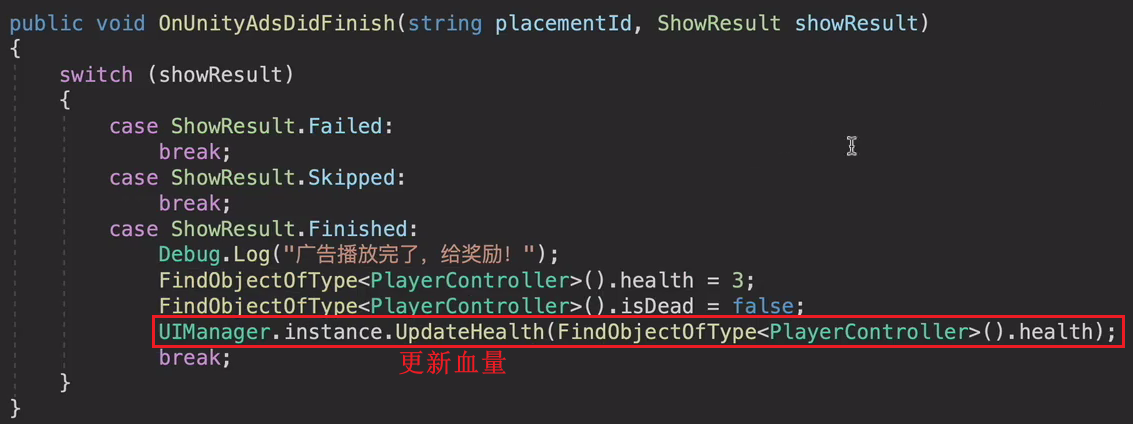 public void OnUnityAdsDidFinish(string placementId, ShowResult showResult)
{
    switch (showResult)
    {
        case ShowResult.Failed:
            break;
        case ShowResult.Skipped:
            break;
        case ShowResult.Finished:
            Debug.Log("广告播放完了，给奖励！");
            FindObjectOfType<PlayerController>().health = 3;
            FindObjectOfType<PlayerController>().isDead = false;
            UIManager.instance.UpdateHealth(FindObjectOfType<PlayerController>().health);
            break;
更新血量
    }
}